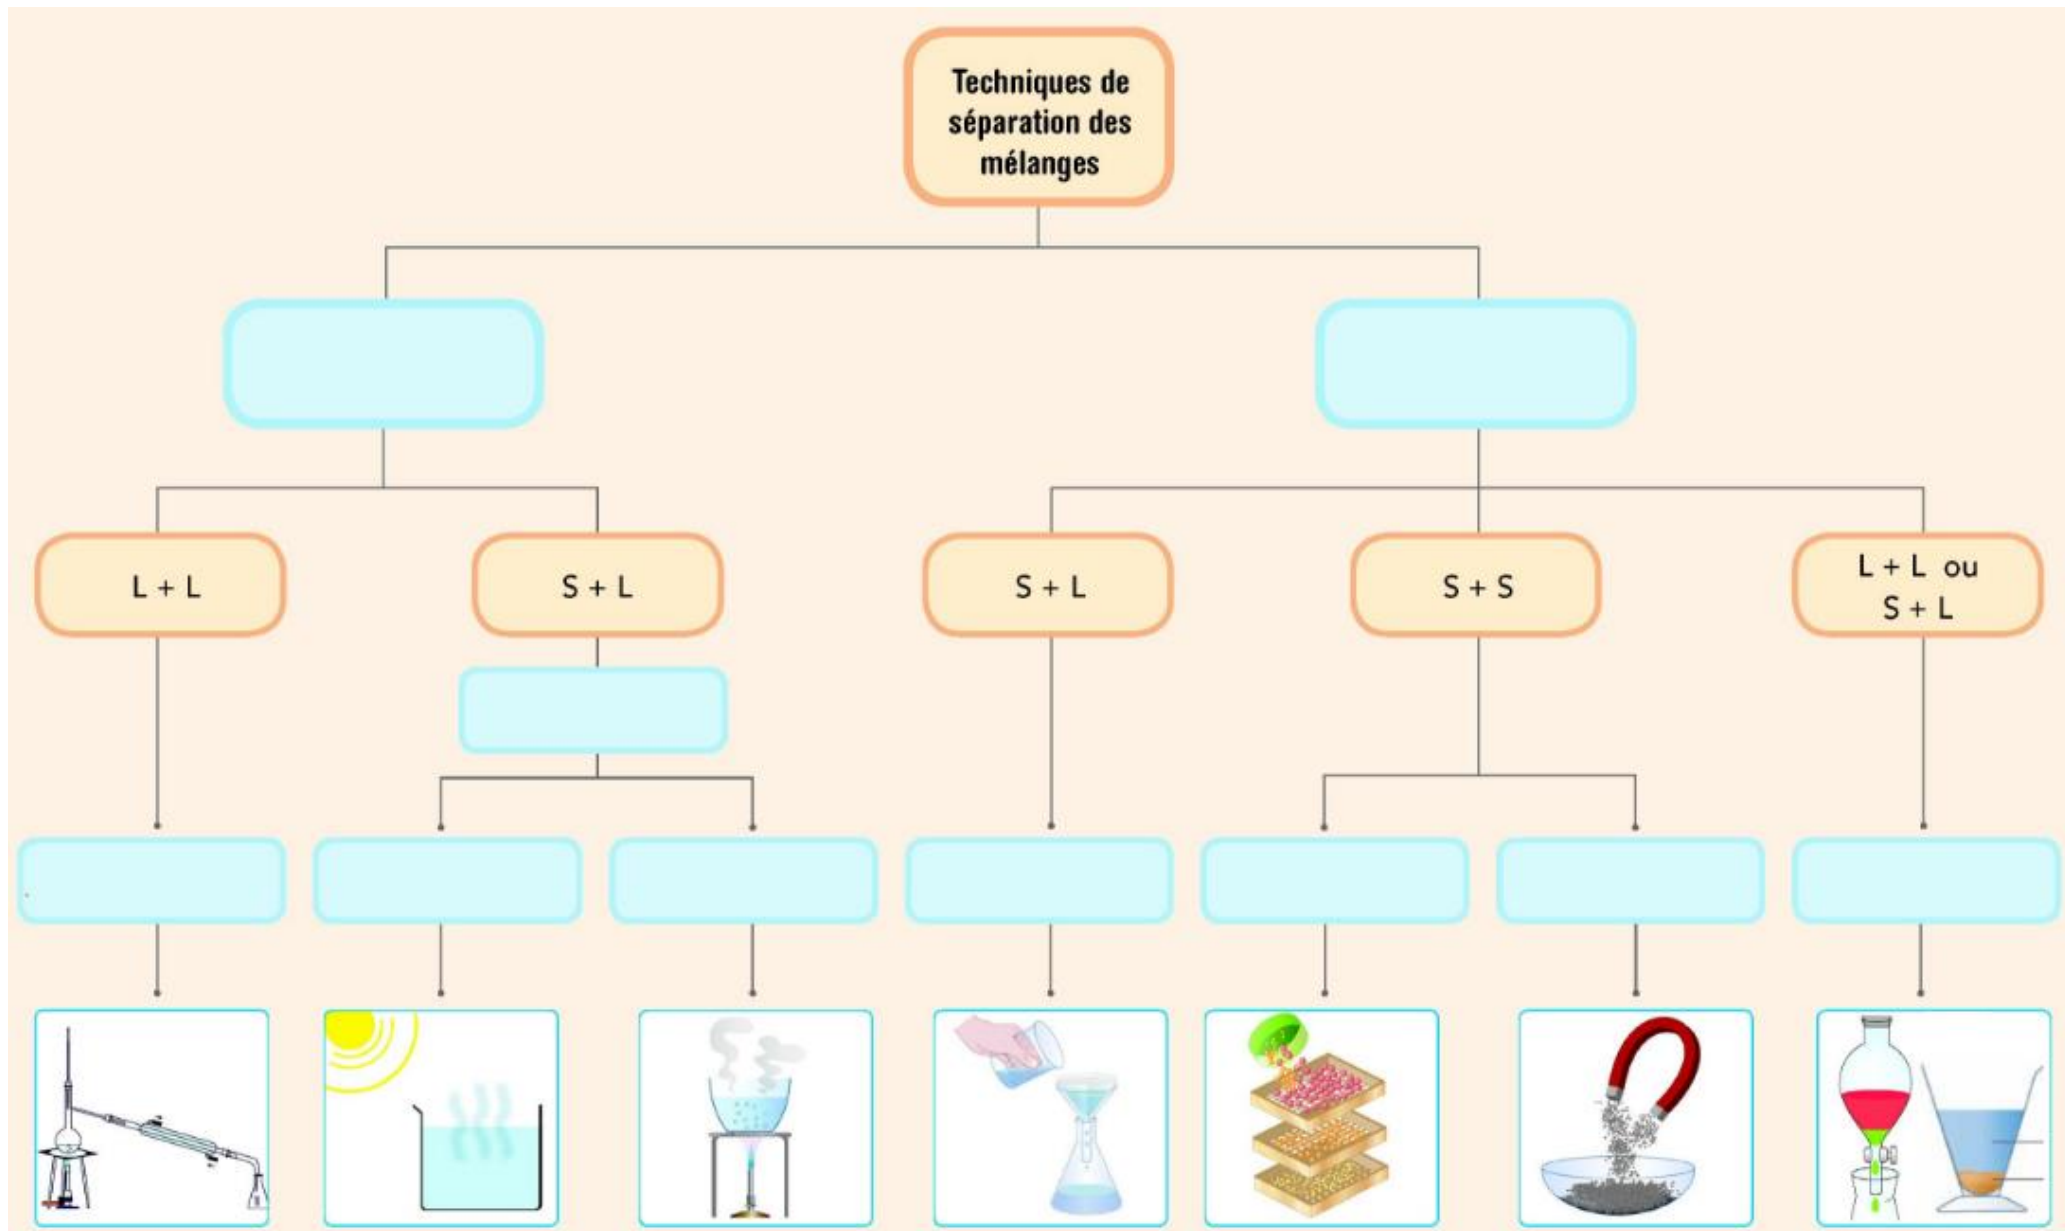 Techniques de
séparation des
mélanges
L + L
S + L
S + L
S + S
L + L ou
S + L